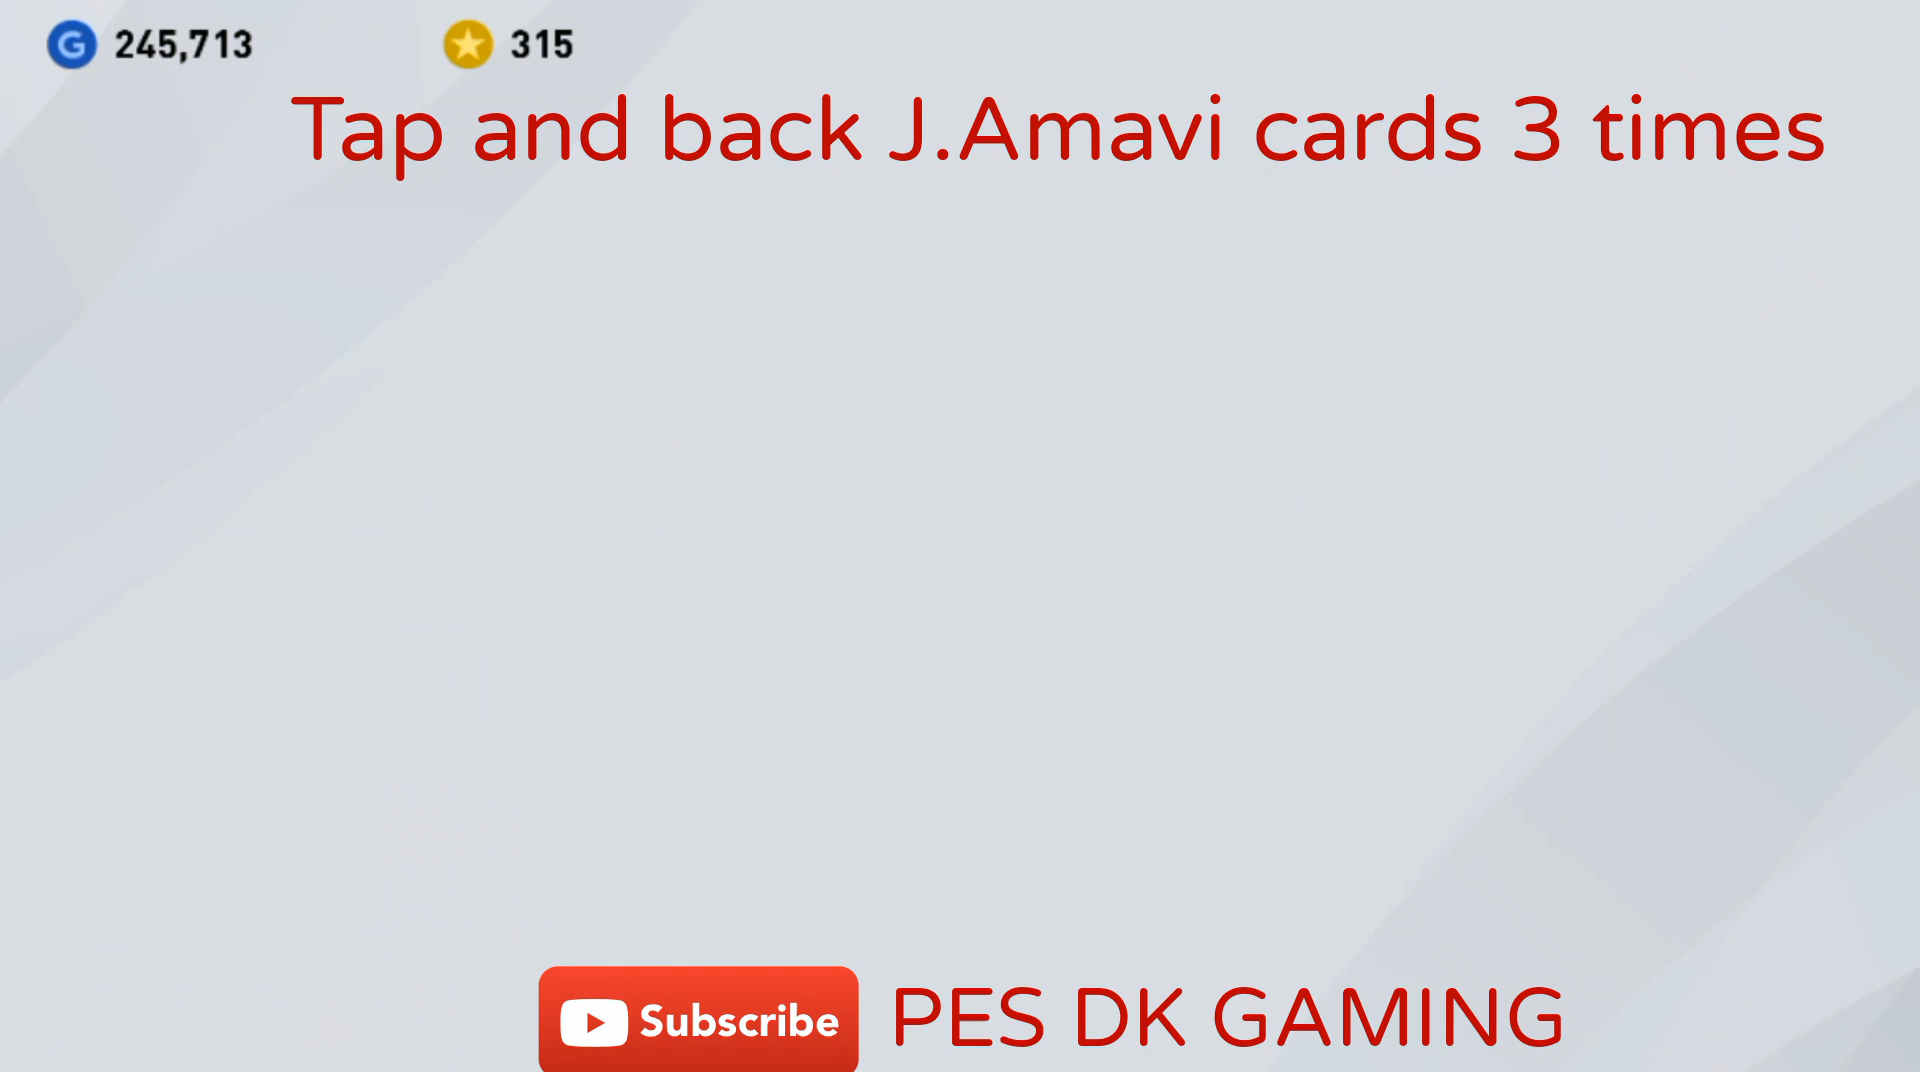 G 245,713 315
Tap and back J.Amavi cards 3 times
Subscribe PES DK GAMING